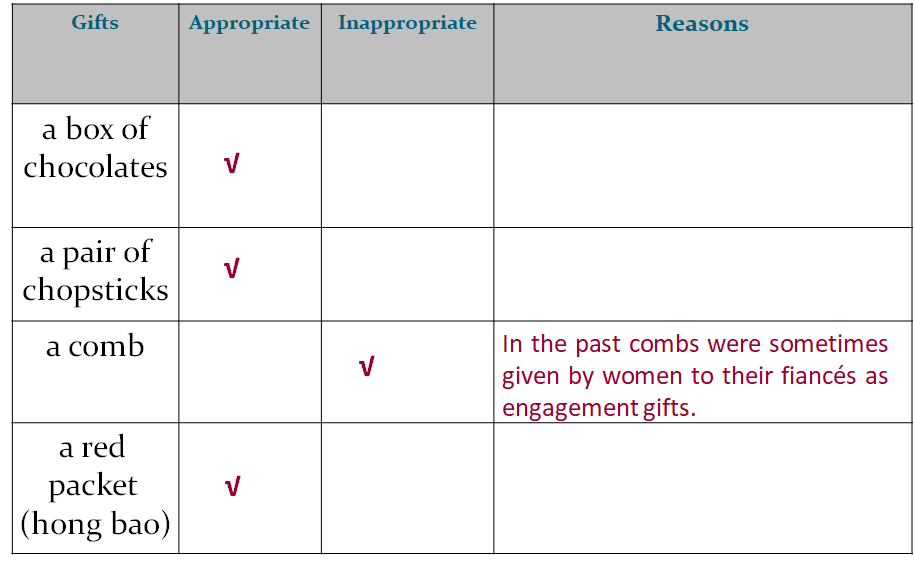 Gifts Appropriate Inappropriate Reasons
a box of
chocolates
√
a pair of
chopsticks
√
a comb
√
In the past combs were sometimes
given by women to their fiancés as
engagement gifts.
a red
packet
(hong bao)
√